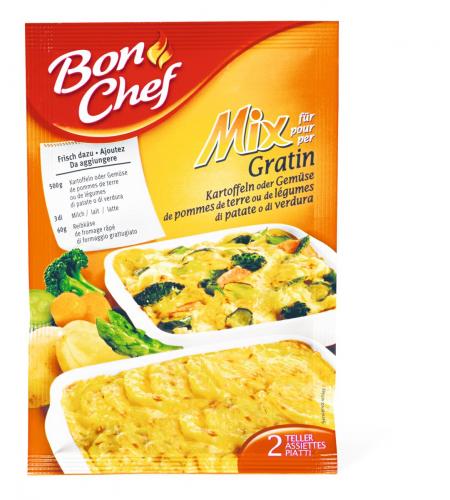 Bon
Chef
Mix
für
pour
per
Gratin
Kartoffeln oder Gemüse
de pommes de terre ou de légumes
di patate o di verdura
Frisch dazu • Ajoutez
Da aggiungere
500g Kartoffeln oder Gemüse
de pommes de terre
ou de légumes
di patate o di verdura
3dl Milch / lait / latte
60g Reibkäse
de fromage râpé
di formaggio grattugiato
2 TELLER
ASSIETTES
PIATTI